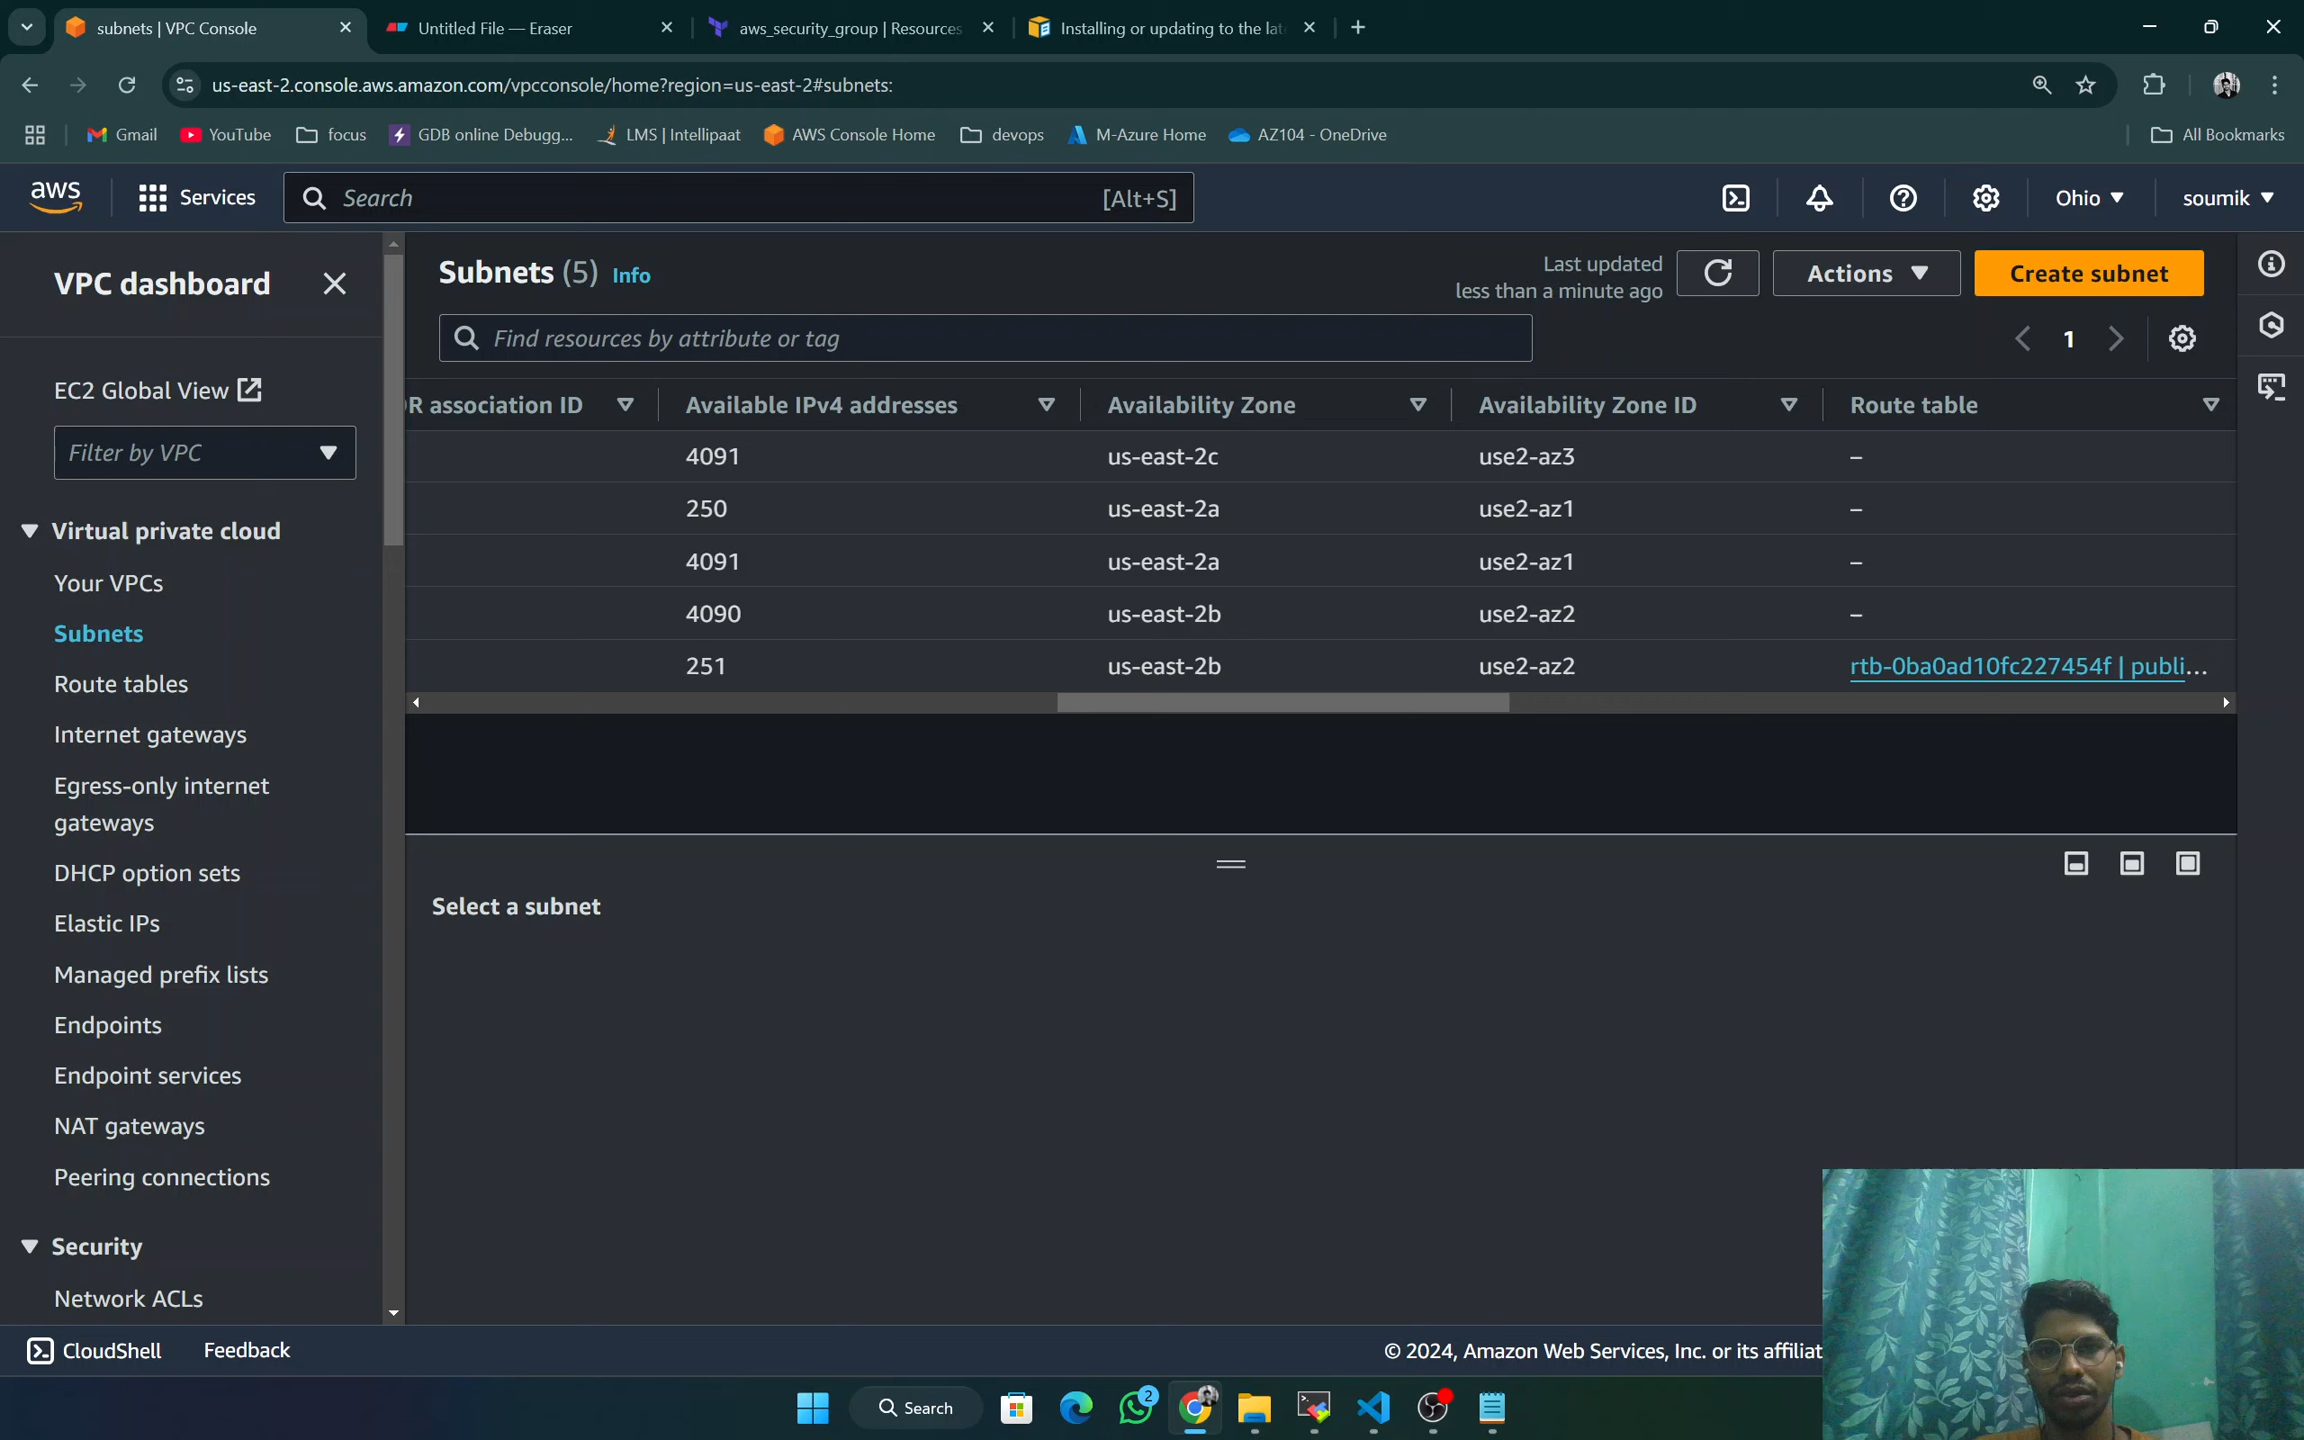 subnets | VPC Console
Untitled File — Eraser
aws_security_group | Resources
Installing or updating to the lat
us-east-2.console.aws.amazon.com/vpcconsole/home?region=us-east-2#subnets:
Gmail
YouTube
focus
GDB online Debugg...
LMS | Intellipaat
AWS Console Home
devops
M-Azure Home
AZ104 - OneDrive
All Bookmarks
aws
Services
Search
[Alt+S]
Ohio
soumik
VPC dashboard
EC2 Global View
Filter by VPC
Virtual private cloud
Your VPCs
Subnets
Route tables
Internet gateways
Egress-only internet
gateways
DHCP option sets
Elastic IPs
Managed prefix lists
Endpoints
Endpoint services
NAT gateways
Peering connections
Security
Network ACLs
Subnets (5) Info
Last updated
less than a minute ago
Actions
Create subnet
Find resources by attribute or tag
1
R association ID Available IPv4 addresses Availability Zone Availability Zone ID Route table
4091 us-east-2c use2-az3 –
250 us-east-2a use2-az1 –
4091 us-east-2a use2-az1 –
4090 us-east-2b use2-az2 –
251 us-east-2b use2-az2 rtb-0ba0ad10fc227454f | publi...
Select a subnet
CloudShell
Feedback
© 2024, Amazon Web Services, Inc. or its affiliat
Search
2